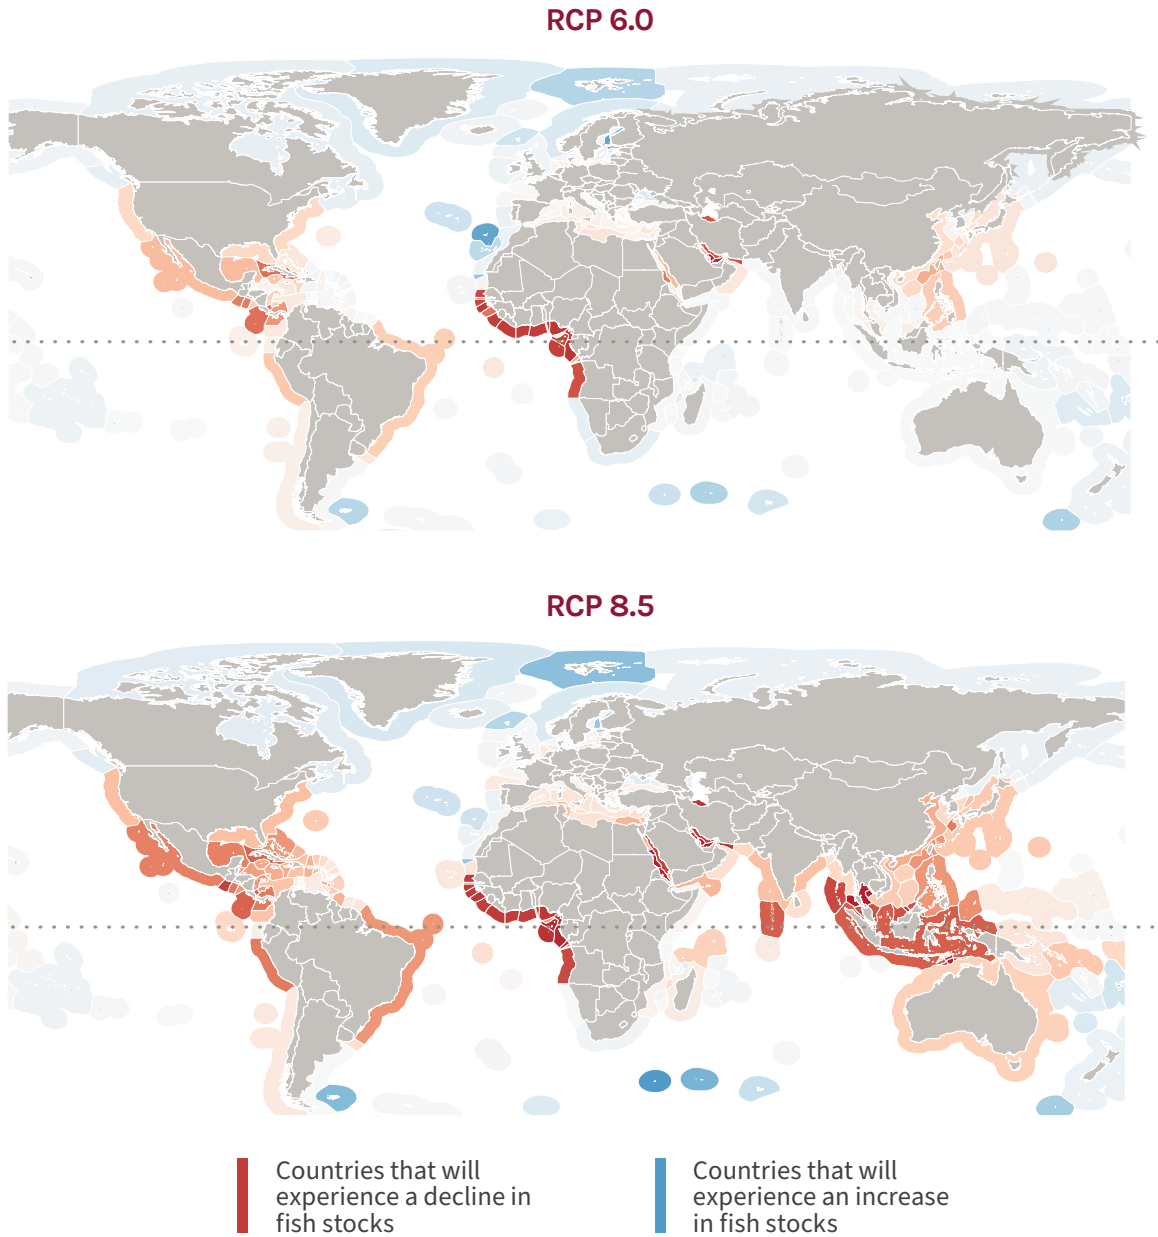 RCP 6.0
RCP 8.5
Countries that will
experience a decline in
fish stocks
Countries that will
experience an increase
in fish stocks